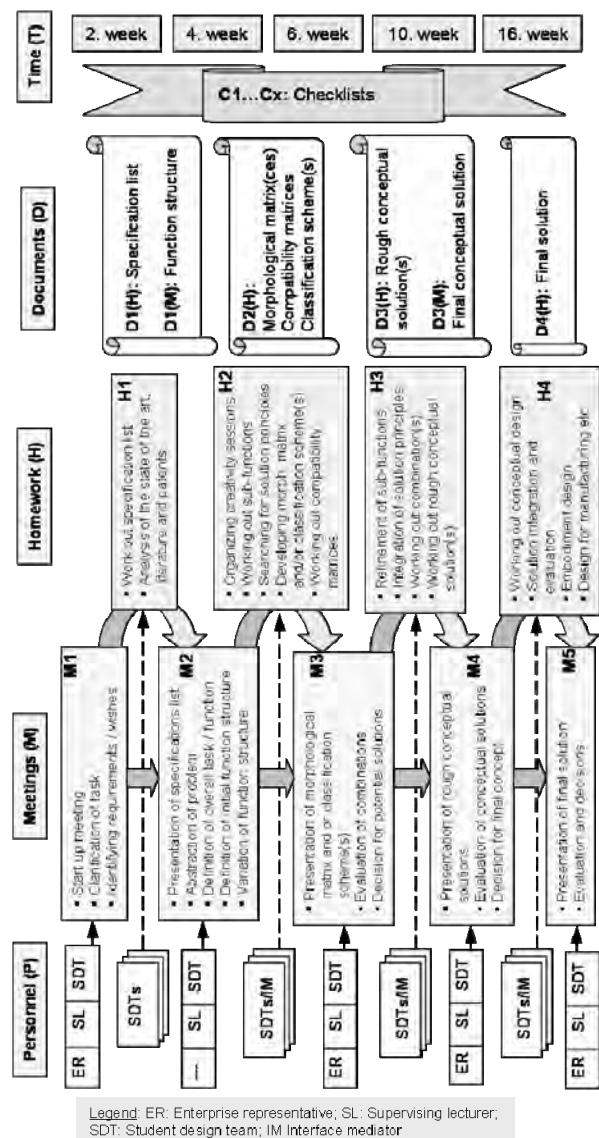 Time (T)
2. week
4. week
6. week
10. week
16. week
C1...Cx: Checklists
Documents (D)
D1(H): Specification list
D1(M): Function structure
D2(H):
Morphological matrix(ces)
Compatibility matrices
Classification scheme(s)
D3(H): Rough conceptual
solution(s)
D3(M):
Final conceptual solution
D4(H): Final solution
Homework (H)
H1
• Work out specification list
• Analysis of the state of the art,
literature and patents
H2
• Organizing creativity sessions
• Working out sub-functions
• Searching for solution principles
• Developing morph. matrix
and/or classification scheme(s)
• Working out compatibility
matrices
H3
• Refinement of sub-functions
• Integration of solution principles
• Working out combination(s)
• Working out rough conceptual
solution(s)
H4
• Working out conceptual design
• Solution integration and
evaluation
• Embodiment design
• Design for manufacturing etc
Meetings (M)
M1
• Start up meeting
• Clarification of task
• Identifying requirements / wishes
M2
• Presentation of specifications list
• Abstraction of problem
• Definition of overall task / function
• Definition of initial function structure
• Variation of function structure
M3
• Presentation of morphological
matrix and or classification
scheme(s)
• Evaluation of combinations
• Decision for potential solutions
M4
• Presentation of rough conceptual
solutions
• Evaluation of conceptual solutions
• Decision for final concept
M5
• Presentation of final solution
• Evaluation and decisions
Personnel (P)
ER SL SDT
SDTs
--- SL SDT
SDTs/IM
ER SL SDT
SDTs/IM
ER SL SDT
SDTs/IM
ER SL SDT
Legend: ER: Enterprise representative; SL: Supervising lecturer;
SDT: Student design team; IM Interface mediator